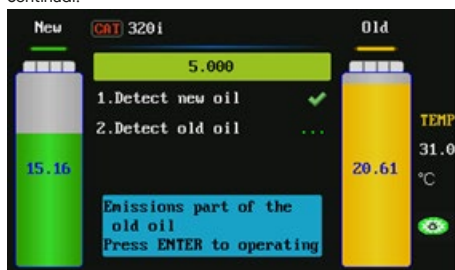 New
CAT 320i
Old
5.000
1.Detect new oil
2.Detect old oil ...
TEMP
31.0
°C
15.16
20.61
Emissions part of the
old oil
Press ENTER to operating